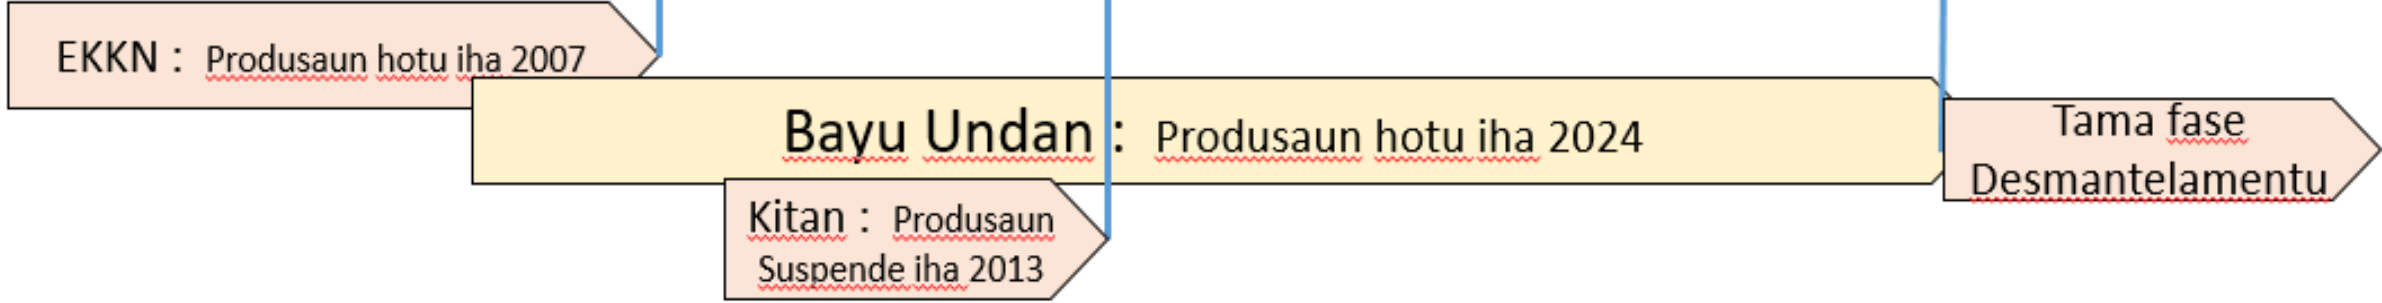 EKKN : Produsaun hotu iha 2007
Bayu Undan : Produsaun hotu iha 2024
Tama fase
Desmantelamentu
Kitan : Produsaun
Suspende iha 2013